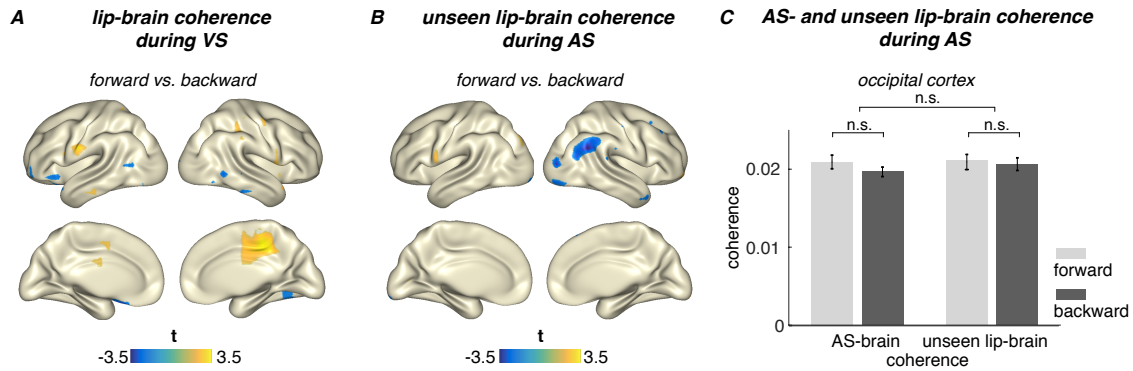 A
lip-brain coherence
during VS
forward vs. backward
t
-3.5
3.5
B
unseen lip-brain coherence
during AS
forward vs. backward
t
-3.5
3.5
C
AS- and unseen lip-brain coherence
during AS
occipital cortex
n.s.
n.s.
n.s.
coherence
0.02
0.01
0
AS-brain
unseen lip-brain
coherence
forward
backward